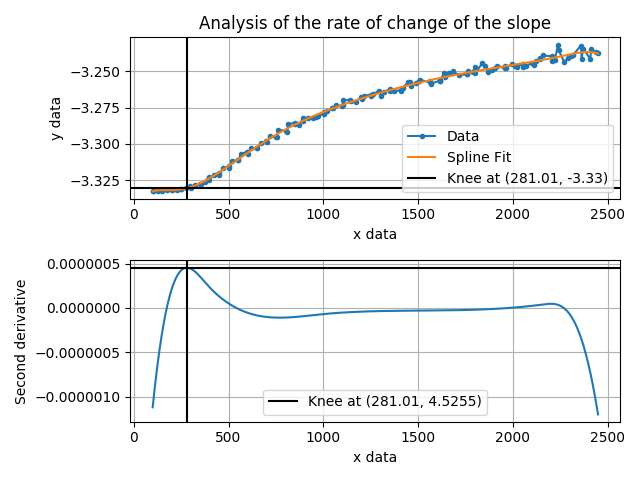 Analysis of the rate of change of the slope
y data
−3.250
−3.275
−3.300
−3.325
Data
Spline Fit
Knee at (281.01, -3.33)
0 500 1000 1500 2000 2500
x data
Second derivative
0.0000005
0.0000000
−0.0000005
−0.0000010
Knee at (281.01, 4.5255)
0 500 1000 1500 2000 2500
x data